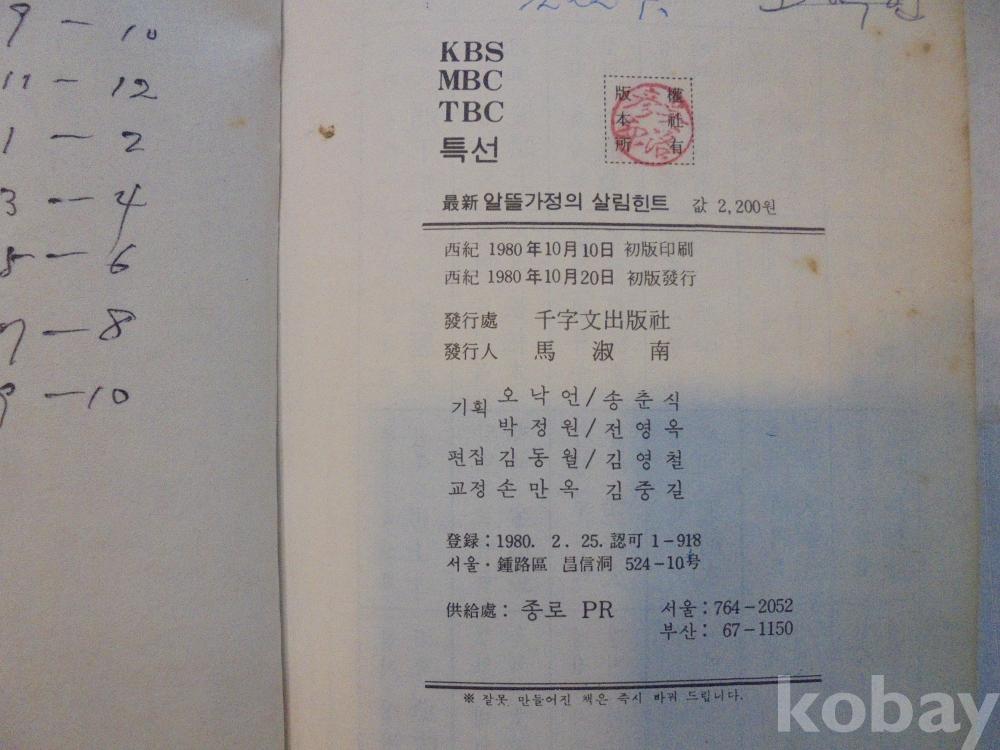 9 - 10
11 - 12
1 - 2
3 - 4
5 - 6
7 - 8
9 - 10
KBS
MBC
TBC
특선
版權
本社
所有
最新 알뜰가정의 살림힌트 값 2,200원
西紀 1980年10月10日 初版印刷
西紀 1980年10月20日 初版發行
發行處 千字文出版社
發行人 馬淑南
기획 오낙언/송춘식
박정원/전영옥
편집 김동월/김영철
교정 손만옥 김중길
登録: 1980. 2. 25. 認可 1-918
서울·鍾路區 昌信洞 524-10号
供給處: 종로 PR 서울: 764-2052
부산: 67-1150
※ 잘못 만들어진 책은 즉시 바꿔 드립니다.
kobay